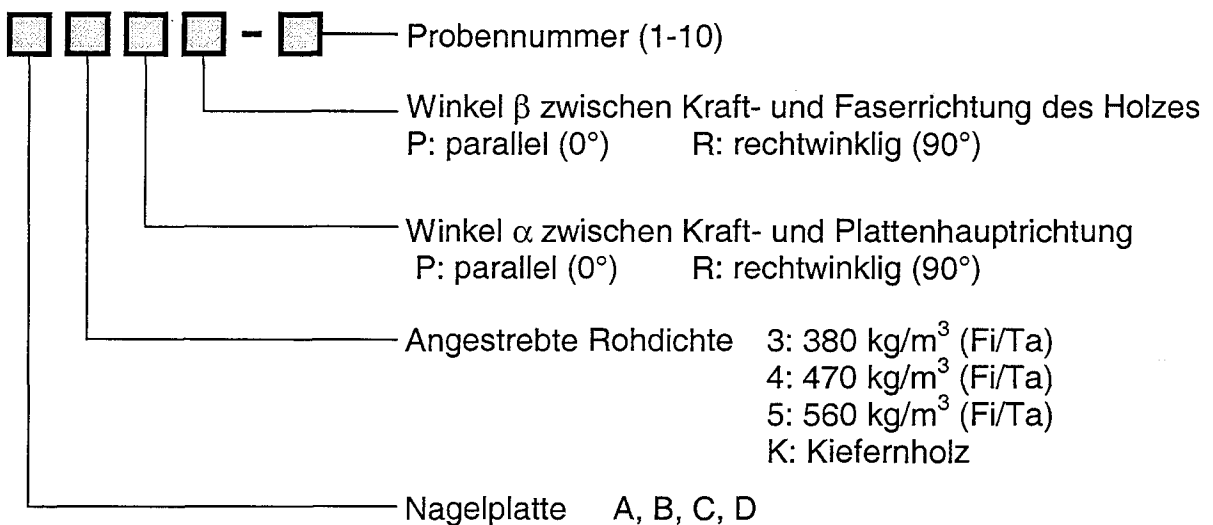 - Probennummer (1-10)
Winkel β zwischen Kraft- und Faserrichtung des Holzes
P: parallel (0°) R: rechtwinklig (90°)
Winkel α zwischen Kraft- und Plattenhauptrichtung
P: parallel (0°) R: rechtwinklig (90°)
Angestrebte Rohdichte 3: 380 kg/m³ (Fi/Ta)
4: 470 kg/m³ (Fi/Ta)
5: 560 kg/m³ (Fi/Ta)
K: Kiefernholz
Nagelplatte A, B, C, D